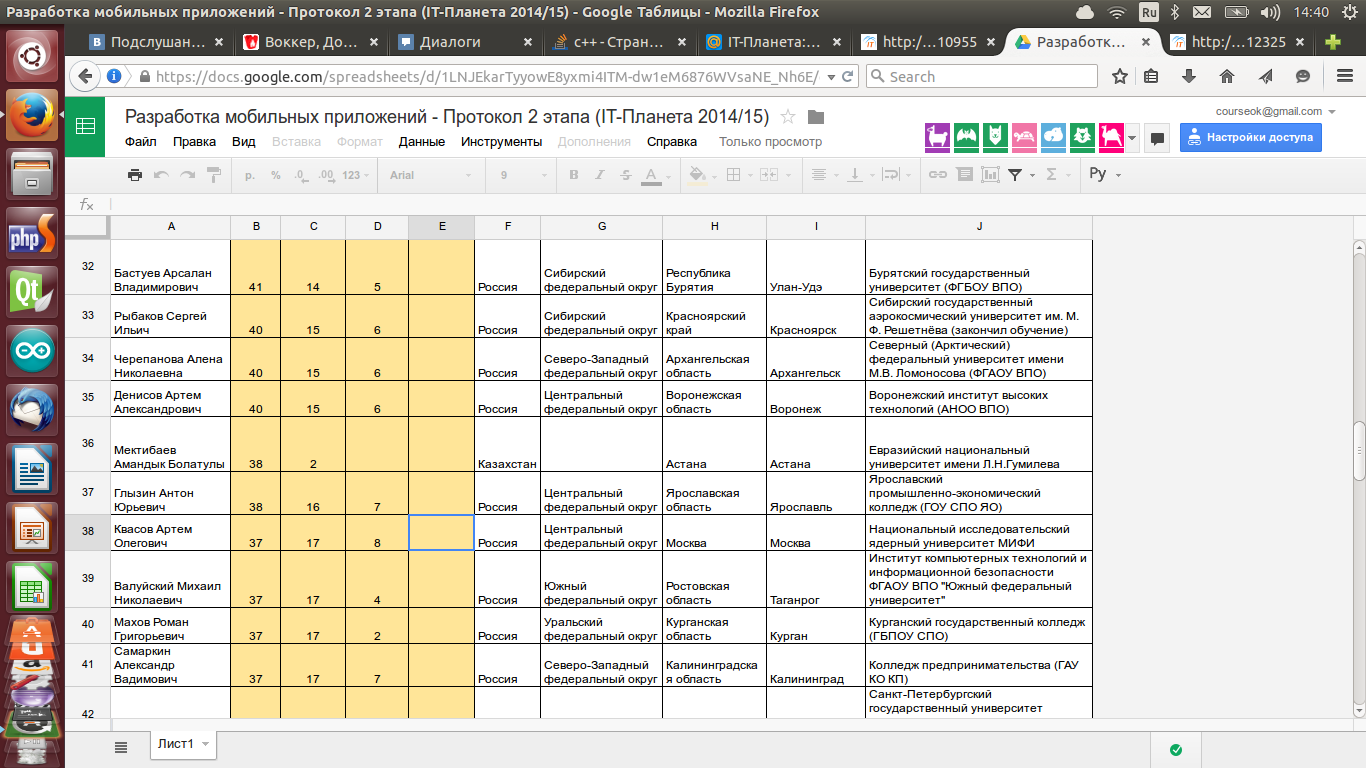 Разработка мобильных приложений - Протокол 2 этапа (IT-Планета 2014/15) - Google Таблицы - Mozilla Firefox
Ru
14:40
Подслушан...
Воккер, До...
Диалоги
c++ - Стран...
IT-Планета:...
http:/...10955
Разработк...
http:/...12325
https://docs.google.com/spreadsheets/d/1LNJEkarTyyowE8yxmi4ITM-dw1eM6876WVsaNE_Nh6E/
Search
Разработка мобильных приложений - Протокол 2 этапа (IT-Планета 2014/15)
courseok@gmail.com
Файл Правка Вид Вставка Формат Данные Инструменты Дополнения Справка Только просмотр
Настройки доступа
р. % .0 .00 123 Arial 9 B I S A Σ Ру
fx
A B C D E F G H I J
32 Бастуев Арсалан Владимирович 41 14 5 Россия Сибирский федеральный округ Республика Бурятия Улан-Удэ Бурятский государственный университет (ФГБОУ ВПО)
33 Рыбаков Сергей Ильич 40 15 6 Россия Сибирский федеральный округ Красноярский край Красноярск Сибирский государственный аэрокосмический университет им. М. Ф. Решетнёва (закончил обучение)
34 Черепанова Алена Николаевна 40 15 6 Россия Северо-Западный федеральный округ Архангельская область Архангельск Северный (Арктический) федеральный университет имени М.В. Ломоносова (ФГАОУ ВПО)
35 Денисов Артем Александрович 40 15 6 Россия Центральный федеральный округ Воронежская область Воронеж Воронежский институт высоких технологий (АНОО ВПО)
36 Мектибаев Амандык Болатулы 38 2 Казахстан Астана Астана Евразийский национальный университет имени Л.Н.Гумилева
37 Глызин Антон Юрьевич 38 16 7 Россия Центральный федеральный округ Ярославская область Ярославль Ярославский промышленно-экономический колледж (ГОУ СПО ЯО)
38 Квасов Артем Олегович 37 17 8 Россия Центральный федеральный округ Москва Москва Национальный исследовательский ядерный университет МИФИ
39 Валуйский Михаил Николаевич 37 17 4 Россия Южный федеральный округ Ростовская область Таганрог Институт компьютерных технологий и информационной безопасности ФГАОУ ВПО "Южный федеральный университет"
40 Махов Роман Григорьевич 37 17 2 Россия Уральский федеральный округ Курганская область Курган Курганский государственный колледж (ГБПОУ СПО)
41 Самаркин Александр Вадимович 37 17 7 Россия Северо-Западный федеральный округ Калининградска я область Калининград Колледж предпринимательства (ГАУ КО КП)
42 Санкт-Петербургский государственный университет
Лист1
php
Qt